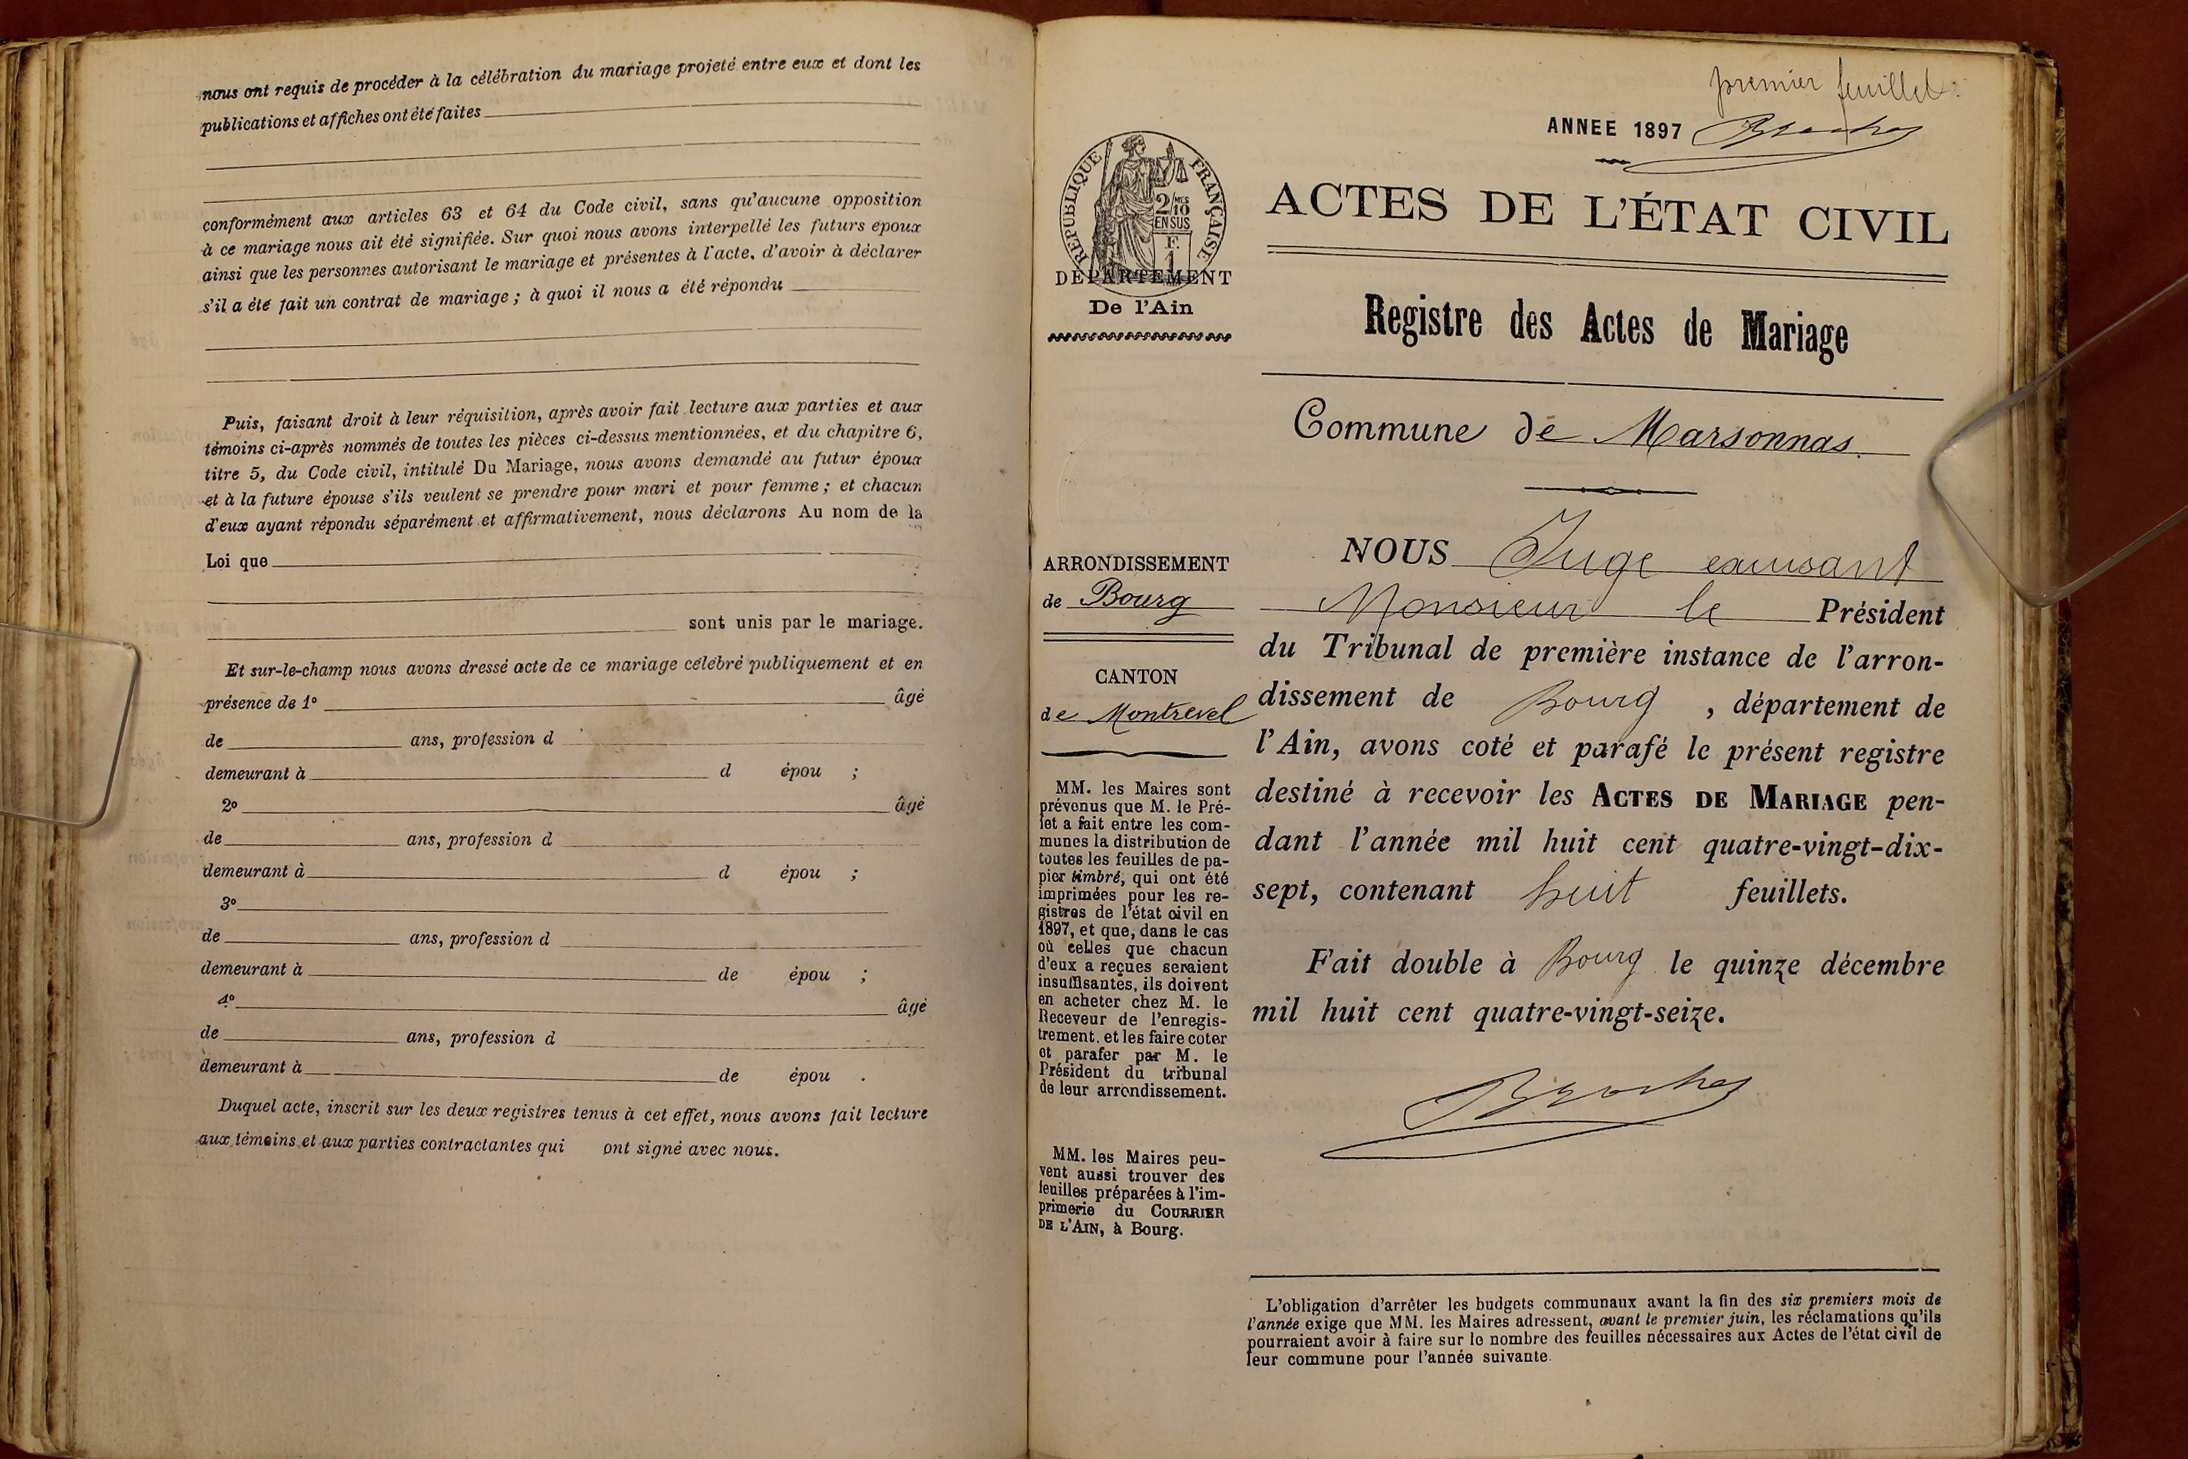 nous ont requis de procéder à la célébration du mariage projeté entre eux et dont les
publications et affiches ont été faites
conformément aux articles 63 et 64 du Code civil, sans qu'aucune opposition
à ce mariage nous ait été signifiée. Sur quoi nous avons interpellé les futurs époux
ainsi que les personnes autorisant le mariage et présentes à l'acte, d'avoir à déclarer
s'il a été fait un contrat de mariage ; à quoi il nous a été répondu
Puis, faisant droit à leur réquisition, après avoir fait lecture aux parties et aux
témoins ci-après nommés de toutes les pièces ci-dessus mentionnées, et du chapitre 6,
titre 5, du Code civil, intitulé Du Mariage, nous avons demandé au futur époux
et à la future épouse s'ils veulent se prendre pour mari et pour femme ; et chacun
d'eux ayant répondu séparément et affirmativement, nous déclarons Au nom de la
Loi que
sont unis par le mariage.
Et sur-le-champ nous avons dressé acte de ce mariage célébré publiquement et en
présence de 1° âgé
de ans, profession d
demeurant à d épou ;
2° âgé
de ans, profession d
demeurant à d épou ;
3°
de ans, profession d
demeurant à de épou ;
4° âgé
de ans, profession d
demeurant à de épou .
Duquel acte, inscrit sur les deux registres tenus à cet effet, nous avons fait lecture
aux témoins et aux parties contractantes qui ont signé avec nous.
premier feuillet
ANNEE 1897
RÉPUBLIQUE FRANÇAISE
2/10 MES
EN SUS
F.
1
DÉPARTEMENT
De l'Ain
ACTES DE L'ÉTAT CIVIL
Registre des Actes de Mariage
Commune de Marsonnas.
ARRONDISSEMENT
de Bourg
CANTON
de Montrevel
MM. les Maires sont
prévenus que M. le Pré-
fet a fait entre les com-
munes la distribution de
toutes les feuilles de pa-
pier timbré, qui ont été
imprimées pour les re-
gistres de l'état civil en
1897, et que, dans le cas
où celles que chacun
d'eux a reçues seraient
insuffisantes, ils doivent
en acheter chez M. le
Receveur de l'enregis-
trement. et les faire coter
et parafer par M. le
Président du tribunal
de leur arrondissement.
MM. les Maires peu-
vent aussi trouver des
feuilles préparées à l'im-
primerie du COURRIER
DE L'AIN, à Bourg.
NOUS Juge excusant
Monsieur le Président
du Tribunal de première instance de l'arron-
dissement de Bourg , département de
l'Ain, avons coté et parafé le présent registre
destiné à recevoir les ACTES DE MARIAGE pen-
dant l'année mil huit cent quatre-vingt-dix-
sept, contenant huit feuillets.
Fait double à Bourg le quinze décembre
mil huit cent quatre-vingt-seize.
L'obligation d'arrêter les budgets communaux avant la fin des six premiers mois de
l'année exige que MM. les Maires adressent, avant le premier juin, les réclamations qu'ils
pourraient avoir à faire sur le nombre des feuilles nécessaires aux Actes de l'état civil de
leur commune pour l'année suivante.